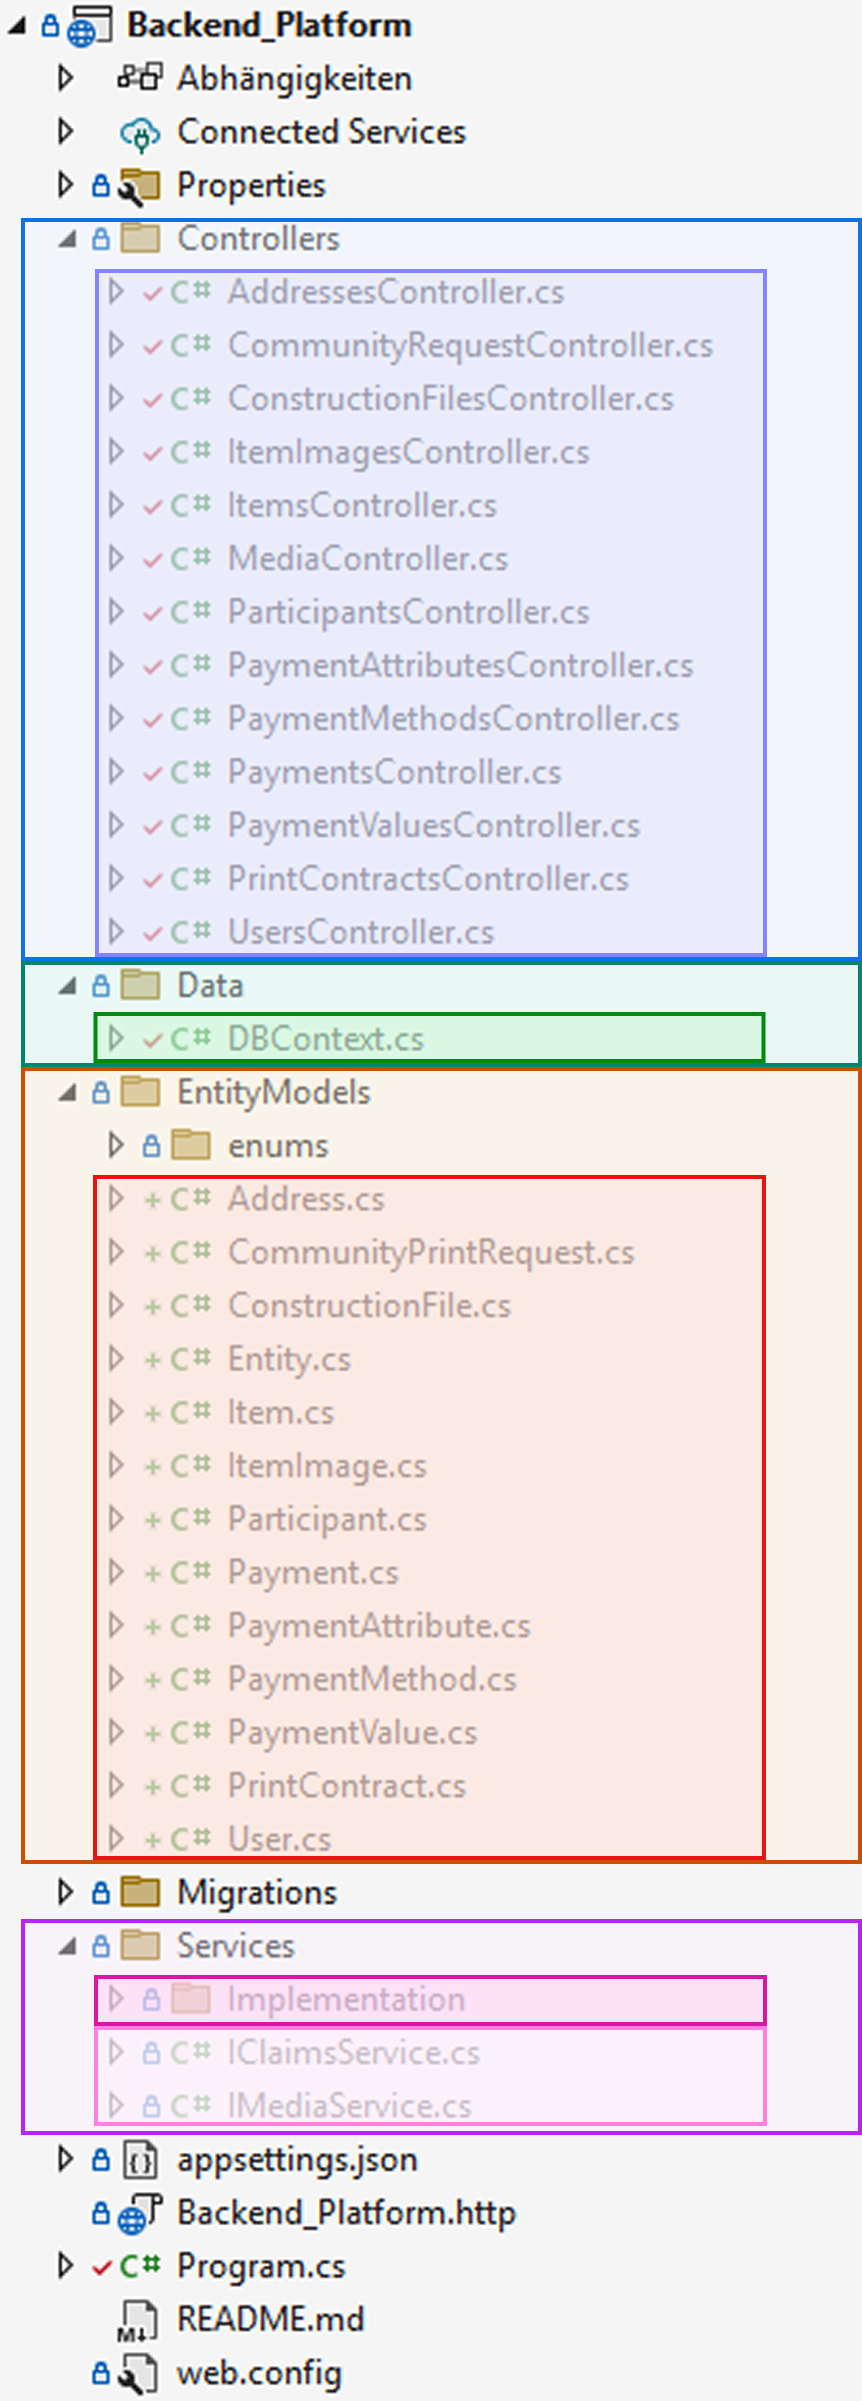 Backend_Platform
Abhängigkeiten
Connected Services
Properties
Controllers
C# AddressesController.cs
C# CommunityRequestController.cs
C# ConstructionFilesController.cs
C# ItemImagesController.cs
C# ItemsController.cs
C# MediaController.cs
C# ParticipantsController.cs
C# PaymentAttributesController.cs
C# PaymentMethodsController.cs
C# PaymentsController.cs
C# PaymentValuesController.cs
C# PrintContractsController.cs
C# UsersController.cs
Data
C# DBContext.cs
EntityModels
enums
+ C# Address.cs
+ C# CommunityPrintRequest.cs
+ C# ConstructionFile.cs
+ C# Entity.cs
+ C# Item.cs
+ C# ItemImage.cs
+ C# Participant.cs
+ C# Payment.cs
+ C# PaymentAttribute.cs
+ C# PaymentMethod.cs
+ C# PaymentValue.cs
+ C# PrintContract.cs
+ C# User.cs
Migrations
Services
Implementation
C# IClaimsService.cs
C# IMediaService.cs
appsettings.json
Backend_Platform.http
C# Program.cs
M↓ README.md
web.config